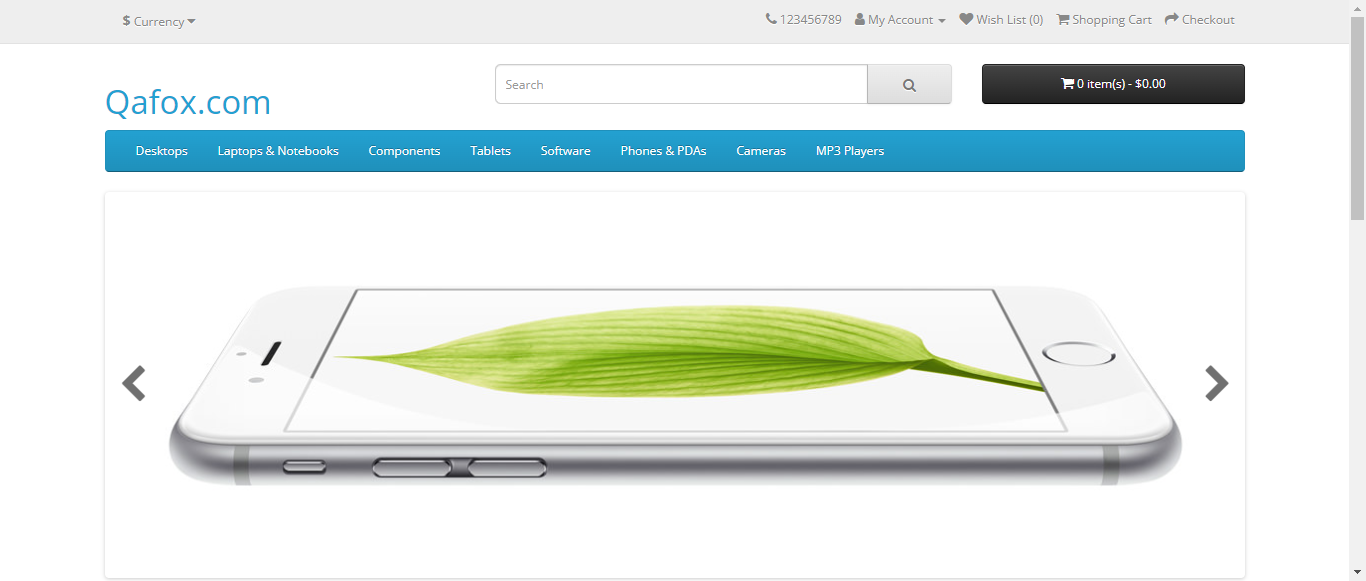 $ Currency
123456789 My Account Wish List (0) Shopping Cart Checkout
Qafox.com
Search
0 item(s) - $0.00
Desktops Laptops & Notebooks Components Tablets Software Phones & PDAs Cameras MP3 Players